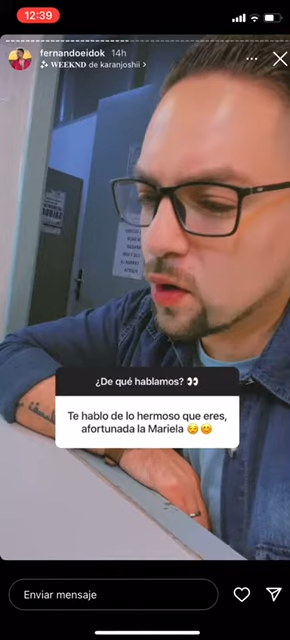 12:39
fernandoeidok 14h
WEEKND de karanjoshii >
¿De qué hablamos? 👀
Te hablo de lo hermoso que eres,
afortunada la Mariela 😌😊
Enviar mensaje